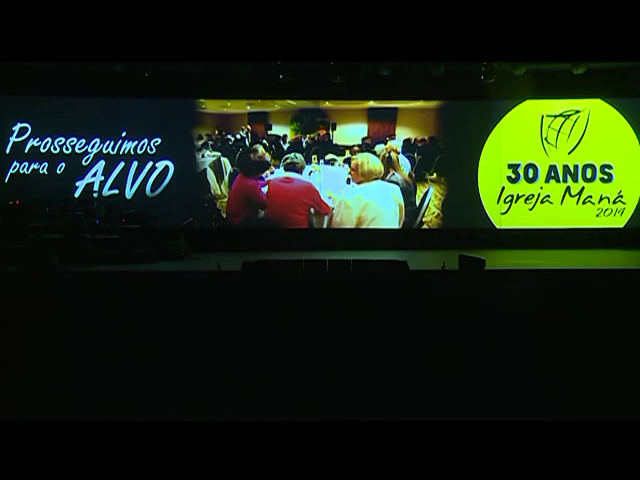 Prosseguimos
para o ALVO
30 ANOS
Igreja Maná
2014